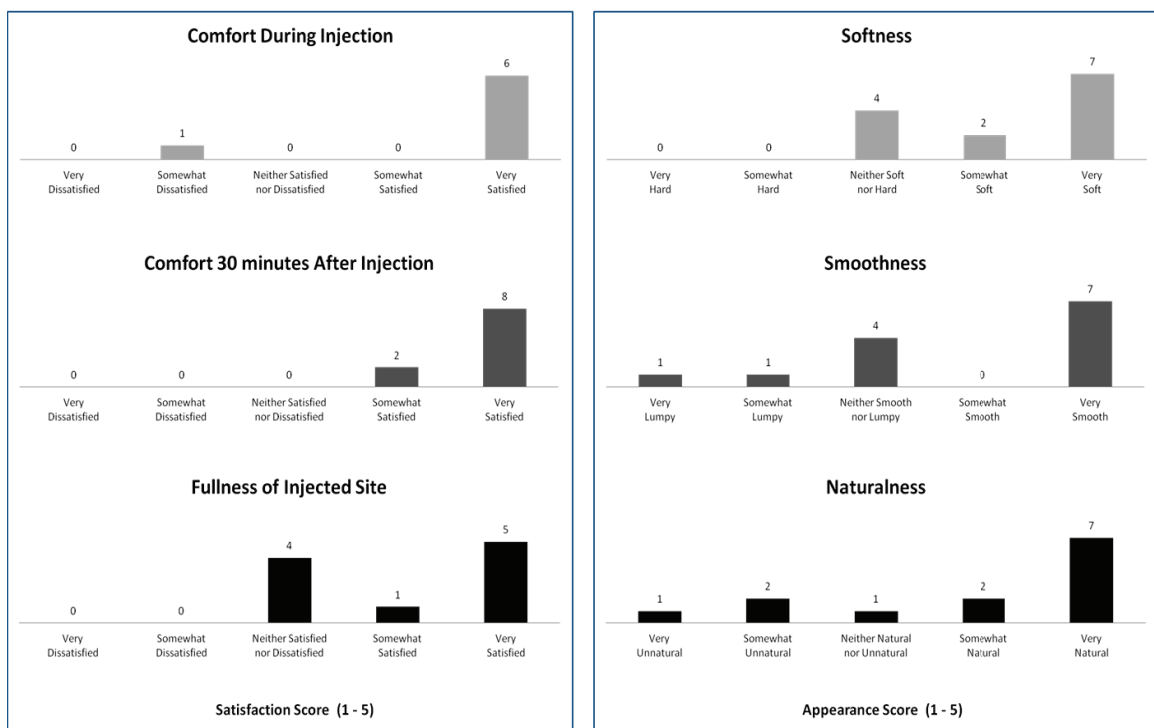 Comfort During Injection
0
1
0
0
6
Very
Dissatisfied
Somewhat
Dissatisfied
Neither Satisfied
nor Dissatisfied
Somewhat
Satisfied
Very
Satisfied
Comfort 30 minutes After Injection
0
0
0
2
8
Very
Dissatisfied
Somewhat
Dissatisfied
Neither Satisfied
nor Dissatisfied
Somewhat
Satisfied
Very
Satisfied
Fullness of Injected Site
0
0
4
1
5
Very
Dissatisfied
Somewhat
Dissatisfied
Neither Satisfied
nor Dissatisfied
Somewhat
Satisfied
Very
Satisfied
Satisfaction Score (1 - 5)
Softness
0
0
4
2
7
Very
Hard
Somewhat
Hard
Neither Soft
nor Hard
Somewhat
Soft
Very
Soft
Smoothness
1
1
4
0
7
Very
Lumpy
Somewhat
Lumpy
Neither Smooth
nor Lumpy
Somewhat
Smooth
Very
Smooth
Naturalness
1
2
1
2
7
Very
Unnatural
Somewhat
Unnatural
Neither Natural
nor Unnatural
Somewhat
Natural
Very
Natural
Appearance Score (1 - 5)